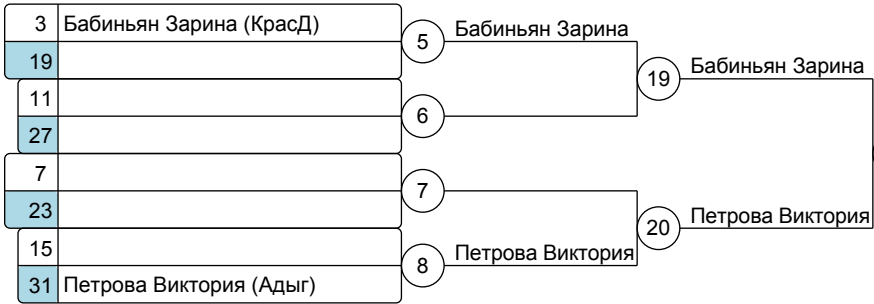 3 Бабиньян Зарина (КрасД)
19
5 Бабиньян Зарина
11
27
6
19 Бабиньян Зарина
7
23
7
15
31 Петрова Виктория (Адыг)
8 Петрова Виктория
20 Петрова Виктория